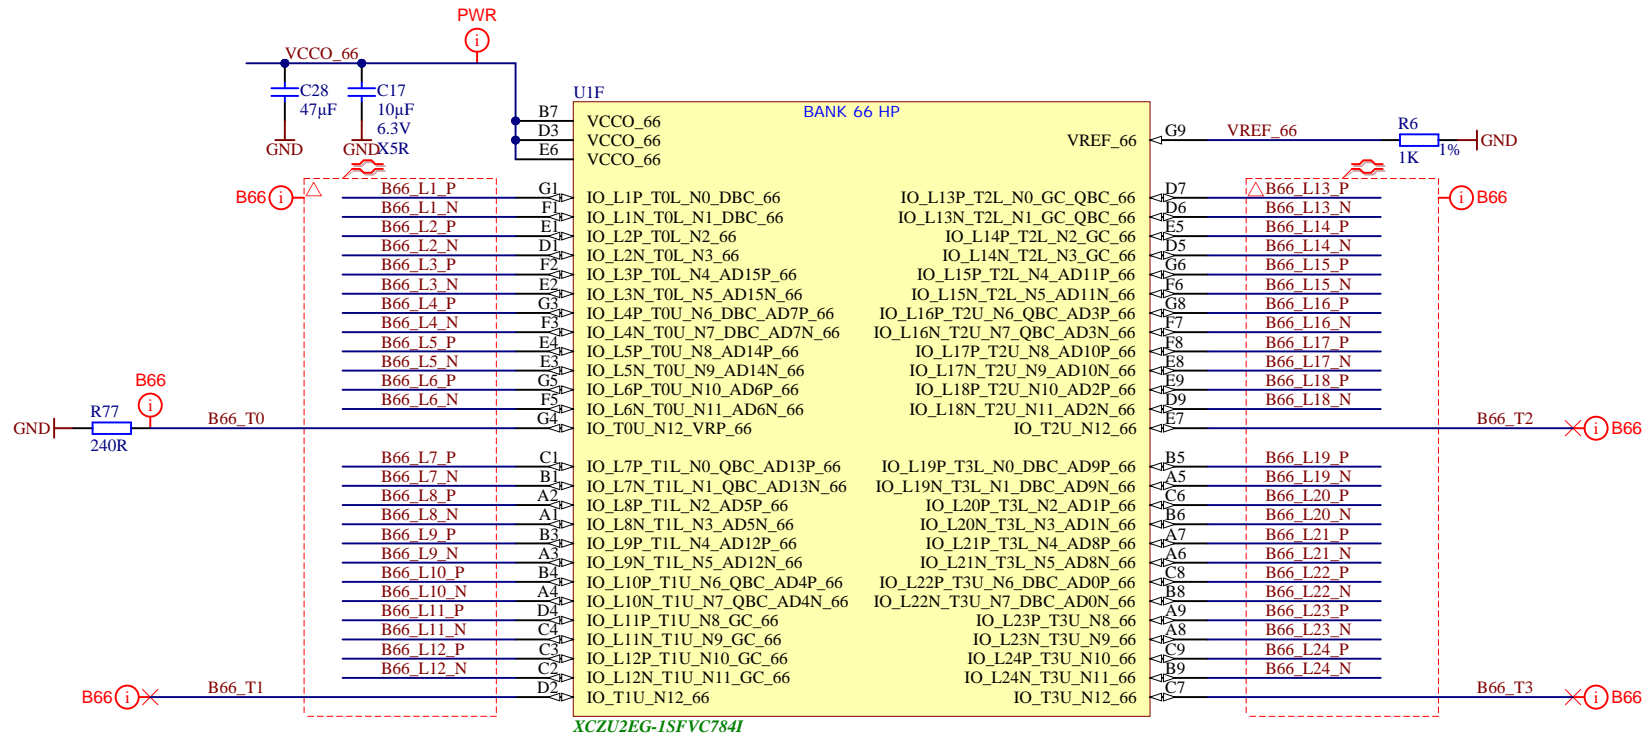 PWR
i
VCCO_66
C28
47µF
GND
C17
10µF
6.3V
X5R
GND
U1F
BANK 66 HP
B7 VCCO_66
D3 VCCO_66
E6 VCCO_66
VREF_66 G9 VREF_66
R6
1K
1%
GND
B66 i
B66_L1_P G1 IO_L1P_T0L_N0_DBC_66
B66_L1_N F1 IO_L1N_T0L_N1_DBC_66
B66_L2_P E1 IO_L2P_T0L_N2_66
B66_L2_N D1 IO_L2N_T0L_N3_66
B66_L3_P F2 IO_L3P_T0L_N4_AD15P_66
B66_L3_N E2 IO_L3N_T0L_N5_AD15N_66
B66_L4_P G3 IO_L4P_T0U_N6_DBC_AD7P_66
B66_L4_N F3 IO_L4N_T0U_N7_DBC_AD7N_66
B66_L5_P E4 IO_L5P_T0U_N8_AD14P_66
B66_L5_N E3 IO_L5N_T0U_N9_AD14N_66
B66_L6_P G5 IO_L6P_T0U_N10_AD6P_66
B66_L6_N F5 IO_L6N_T0U_N11_AD6N_66
B66
i
GND
R77
240R
B66_T0 G4 IO_T0U_N12_VRP_66
B66_L7_P C1 IO_L7P_T1L_N0_QBC_AD13P_66
B66_L7_N B1 IO_L7N_T1L_N1_QBC_AD13N_66
B66_L8_P A2 IO_L8P_T1L_N2_AD5P_66
B66_L8_N A1 IO_L8N_T1L_N3_AD5N_66
B66_L9_P B3 IO_L9P_T1L_N4_AD12P_66
B66_L9_N A3 IO_L9N_T1L_N5_AD12N_66
B66_L10_P B4 IO_L10P_T1U_N6_QBC_AD4P_66
B66_L10_N A4 IO_L10N_T1U_N7_QBC_AD4N_66
B66_L11_P D4 IO_L11P_T1U_N8_GC_66
B66_L11_N C4 IO_L11N_T1U_N9_GC_66
B66_L12_P C3 IO_L12P_T1U_N10_GC_66
B66_L12_N C2 IO_L12N_T1U_N11_GC_66
B66 i B66_T1 D2 IO_T1U_N12_66
IO_L13P_T2L_N0_GC_QBC_66 D7 B66_L13_P
i B66
IO_L13N_T2L_N1_GC_QBC_66 D6 B66_L13_N
IO_L14P_T2L_N2_GC_66 E5 B66_L14_P
IO_L14N_T2L_N3_GC_66 D5 B66_L14_N
IO_L15P_T2L_N4_AD11P_66 G6 B66_L15_P
IO_L15N_T2L_N5_AD11N_66 F6 B66_L15_N
IO_L16P_T2U_N6_QBC_AD3P_66 G8 B66_L16_P
IO_L16N_T2U_N7_QBC_AD3N_66 F7 B66_L16_N
IO_L17P_T2U_N8_AD10P_66 F8 B66_L17_P
IO_L17N_T2U_N9_AD10N_66 E8 B66_L17_N
IO_L18P_T2U_N10_AD2P_66 E9 B66_L18_P
IO_L18N_T2U_N11_AD2N_66 D9 B66_L18_N
IO_T2U_N12_66 E7 B66_T2 i B66
IO_L19P_T3L_N0_DBC_AD9P_66 B5 B66_L19_P
IO_L19N_T3L_N1_DBC_AD9N_66 A5 B66_L19_N
IO_L20P_T3L_N2_AD1P_66 C6 B66_L20_P
IO_L20N_T3L_N3_AD1N_66 B6 B66_L20_N
IO_L21P_T3L_N4_AD8P_66 A7 B66_L21_P
IO_L21N_T3L_N5_AD8N_66 A6 B66_L21_N
IO_L22P_T3U_N6_DBC_AD0P_66 C8 B66_L22_P
IO_L22N_T3U_N7_DBC_AD0N_66 B8 B66_L22_N
IO_L23P_T3U_N8_66 A9 B66_L23_P
IO_L23N_T3U_N9_66 A8 B66_L23_N
IO_L24P_T3U_N10_66 C9 B66_L24_P
IO_L24N_T3U_N11_66 B9 B66_L24_N
IO_T3U_N12_66 C7 B66_T3 i B66
XCZU2EG-1SFVC784I